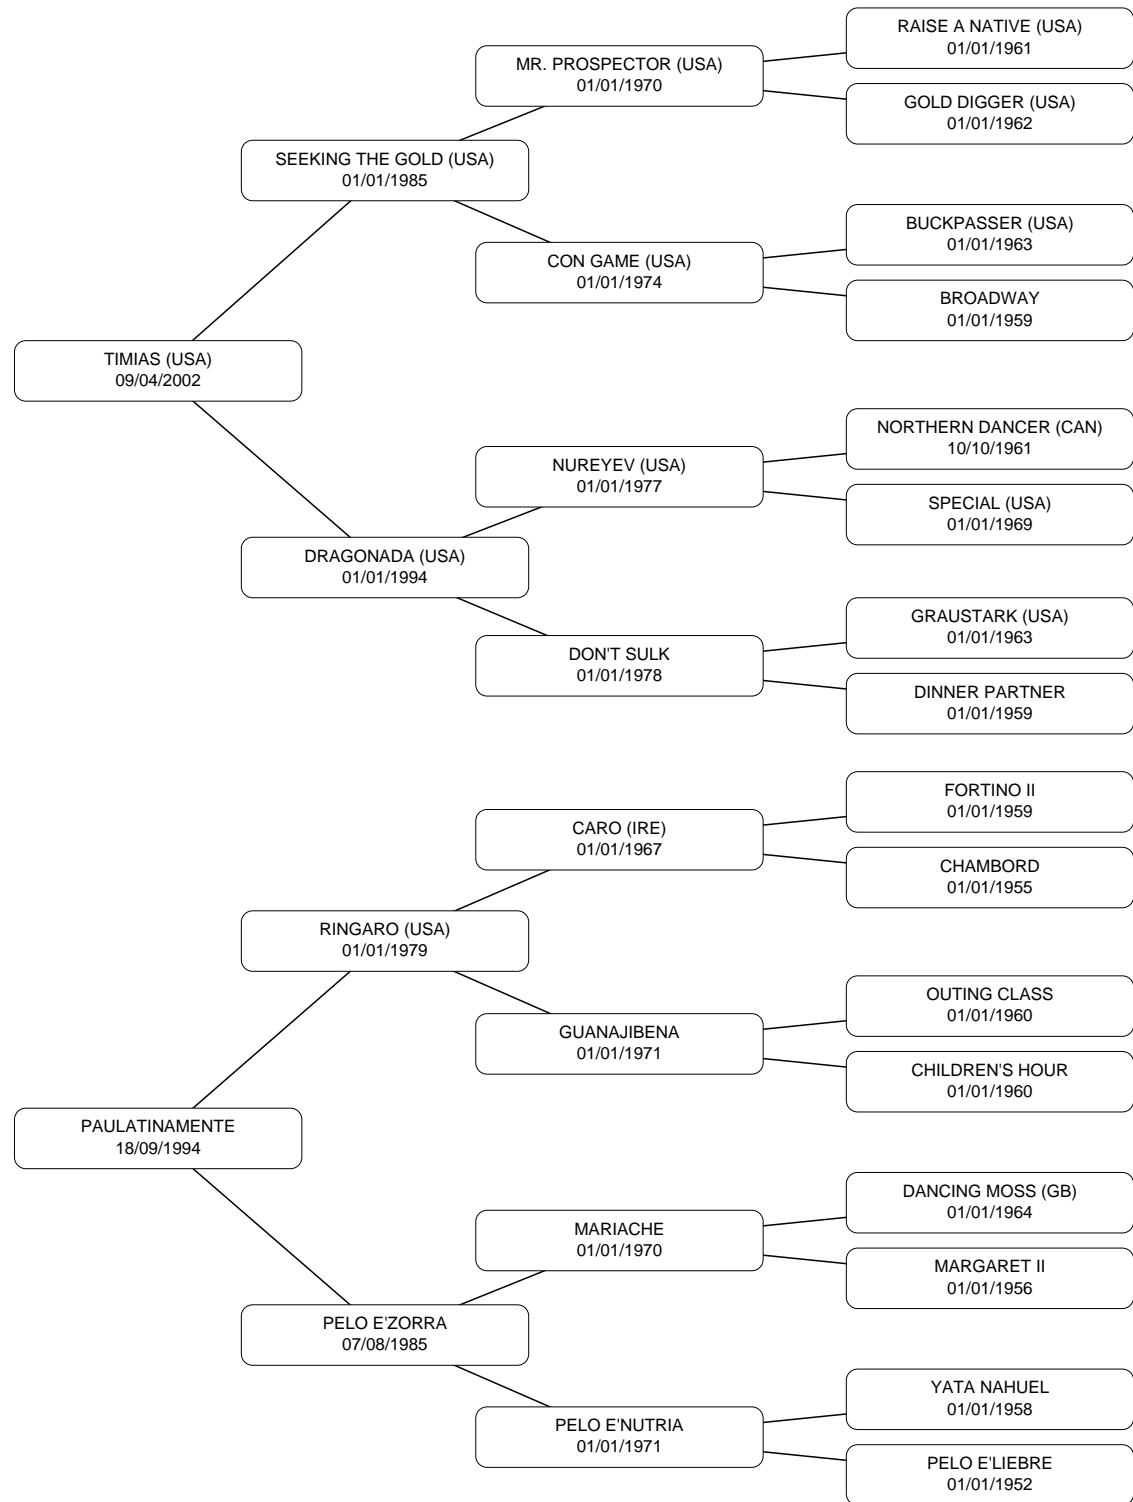 RAISE A NATIVE (USA)
01/01/1961
MR. PROSPECTOR (USA)
01/01/1970
GOLD DIGGER (USA)
01/01/1962
SEEKING THE GOLD (USA)
01/01/1985
BUCKPASSER (USA)
01/01/1963
CON GAME (USA)
01/01/1974
BROADWAY
01/01/1959
TIMIAS (USA)
09/04/2002
NORTHERN DANCER (CAN)
10/10/1961
NUREYEV (USA)
01/01/1977
SPECIAL (USA)
01/01/1969
DRAGONADA (USA)
01/01/1994
GRAUSTARK (USA)
01/01/1963
DON'T SULK
01/01/1978
DINNER PARTNER
01/01/1959
FORTINO II
01/01/1959
CARO (IRE)
01/01/1967
CHAMBORD
01/01/1955
RINGARO (USA)
01/01/1979
OUTING CLASS
01/01/1960
GUANAJIBENA
01/01/1971
CHILDREN'S HOUR
01/01/1960
PAULATINAMENTE
18/09/1994
DANCING MOSS (GB)
01/01/1964
MARIACHE
01/01/1970
MARGARET II
01/01/1956
PELO E'ZORRA
07/08/1985
YATA NAHUEL
01/01/1958
PELO E'NUTRIA
01/01/1971
PELO E'LIEBRE
01/01/1952